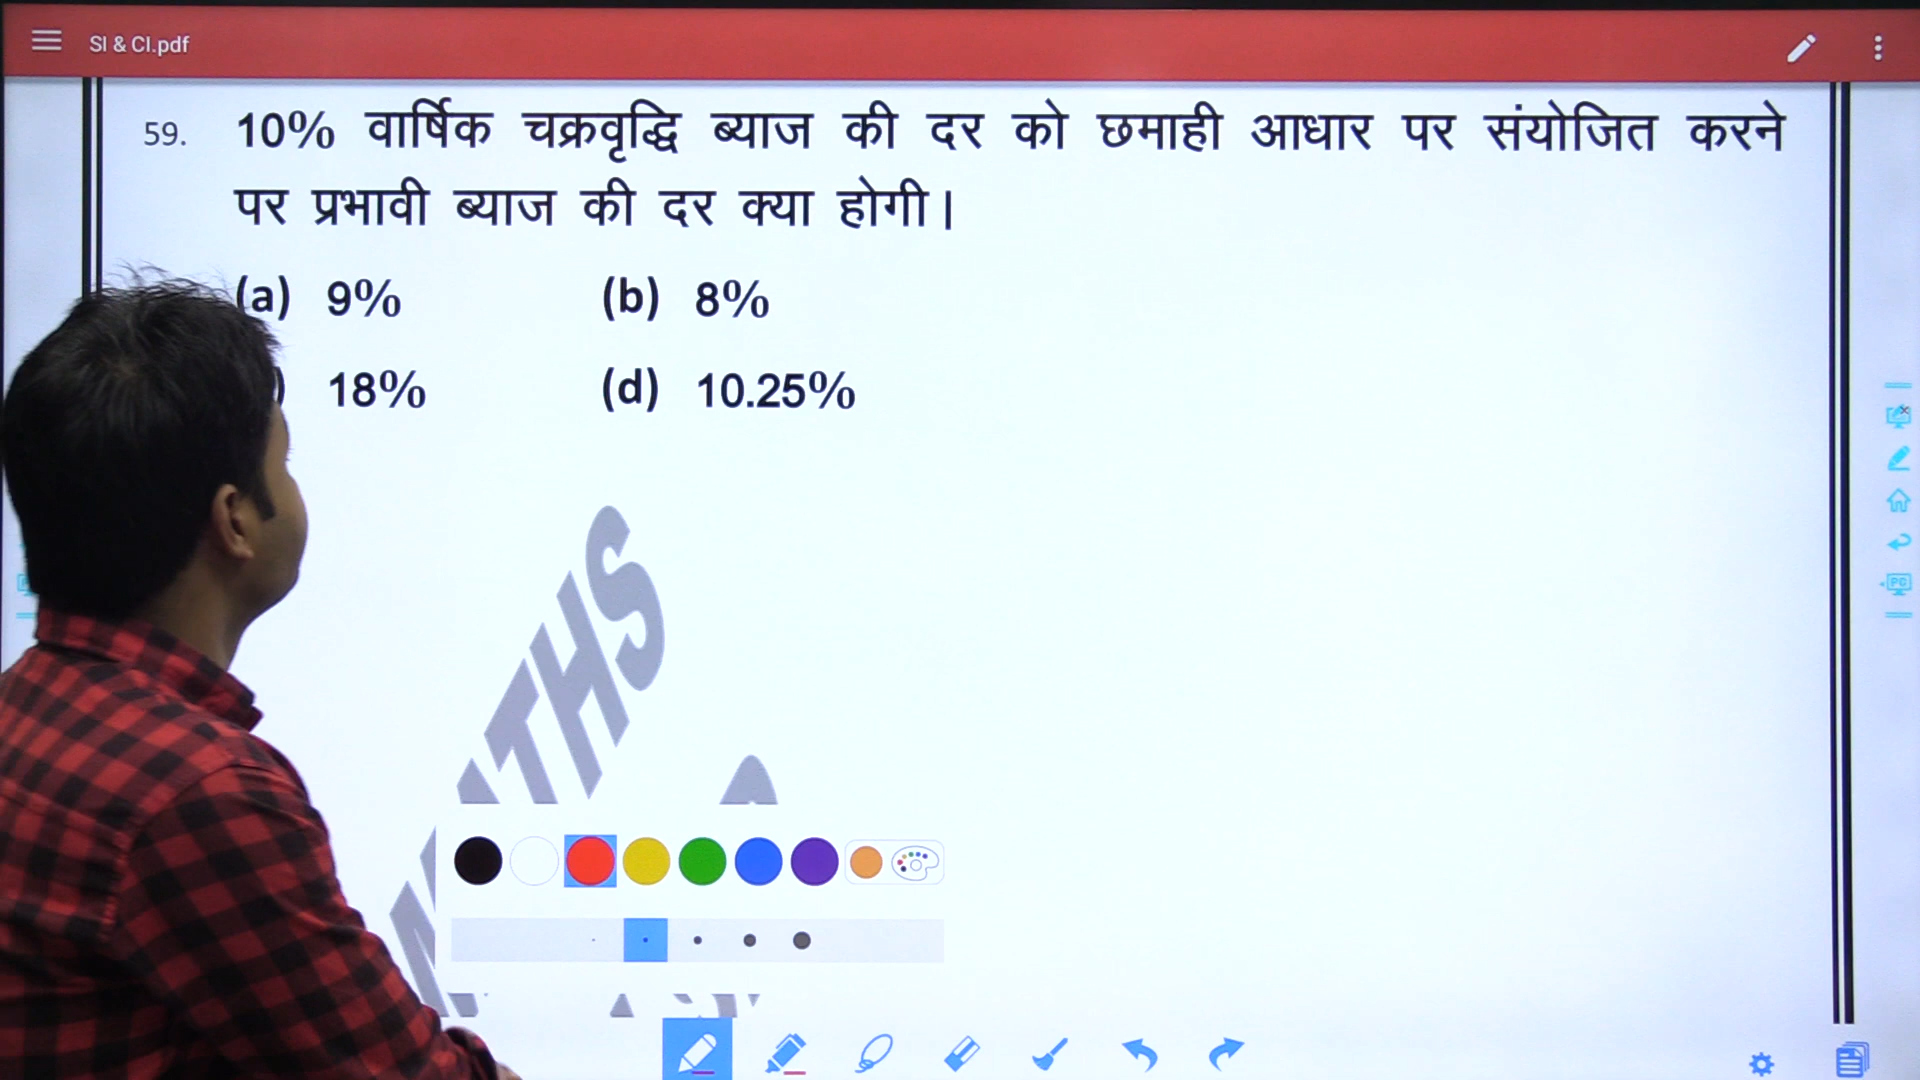 SI & CI.pdf
59. 10% वार्षिक चक्रवृद्धि ब्याज की दर को छमाही आधार पर संयोजित करने
पर प्रभावी ब्याज की दर क्या होगी।
(a) 9% (b) 8%
) 18% (d) 10.25%
THS
PC